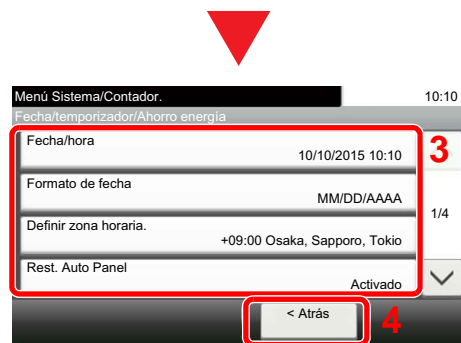 Menú Sistema/Contador.
10:10
Fecha/temporizador/Ahorro energía
Fecha/hora
10/10/2015 10:10
3
Formato de fecha
MM/DD/AAAA
1/4
Definir zona horaria.
+09:00 Osaka, Sapporo, Tokio
Rest. Auto Panel
Activado
< Atrás
4